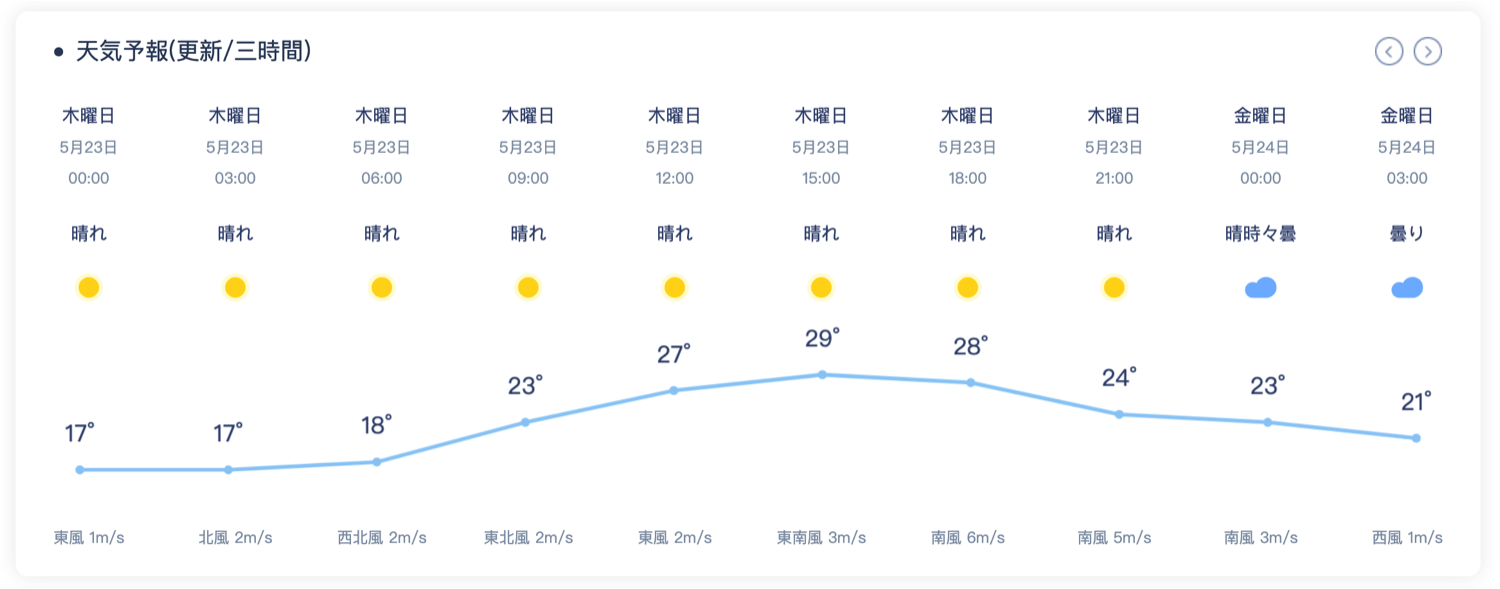 • 天気予報(更新/三時間)
木曜日 木曜日 木曜日 木曜日 木曜日 木曜日 木曜日 木曜日 金曜日 金曜日
5月23日 5月23日 5月23日 5月23日 5月23日 5月23日 5月23日 5月23日 5月24日 5月24日
00:00 03:00 06:00 09:00 12:00 15:00 18:00 21:00 00:00 03:00
晴れ 晴れ 晴れ 晴れ 晴れ 晴れ 晴れ 晴れ 晴時々曇 曇り
17° 17° 18° 23° 27° 29° 28° 24° 23° 21°
東風 1m/s 北風 2m/s 西北風 2m/s 東北風 2m/s 東風 2m/s 東南風 3m/s 南風 6m/s 南風 5m/s 南風 3m/s 西風 1m/s